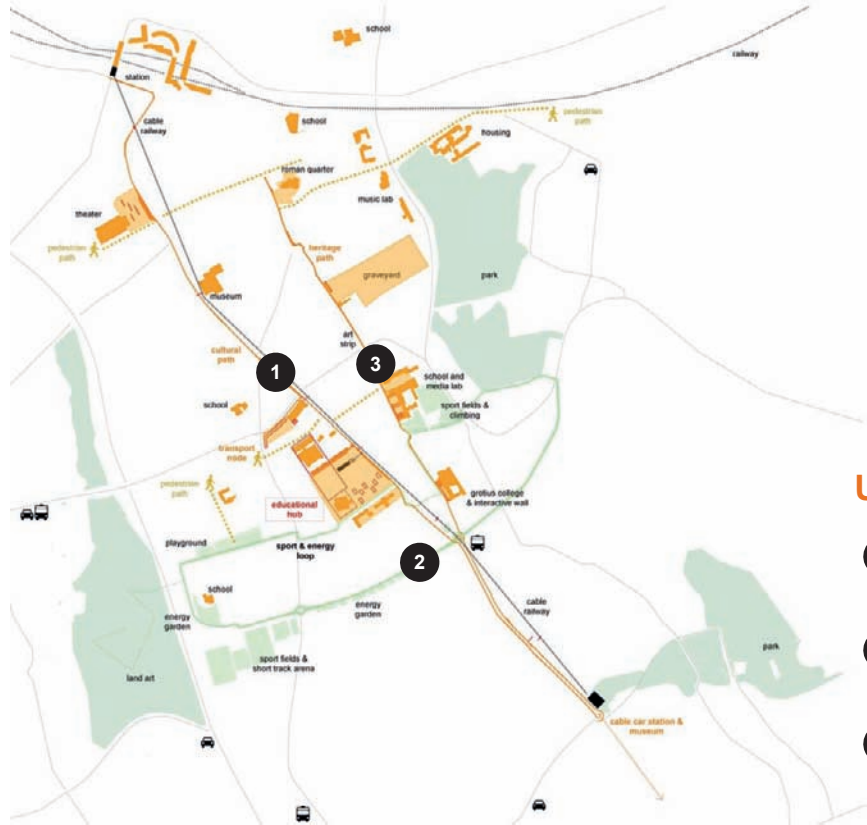 school
railway
station
cable
railway
school
pedestrian
path
housing
roman quarter
music lab
theater
pedestrian
path
heritage
path
graveyard
park
museum
art
strip
cultural
path
1
3
school and
media lab
school
sport fields &
climbing
transport
node
pedestrian
path
grotius college
& interactive wall
educational
hub
U
playground
sport & energy
loop
2
school
energy
garden
energy
garden
cable
railway
sport fields &
short track arena
park
land art
cable car station &
museum